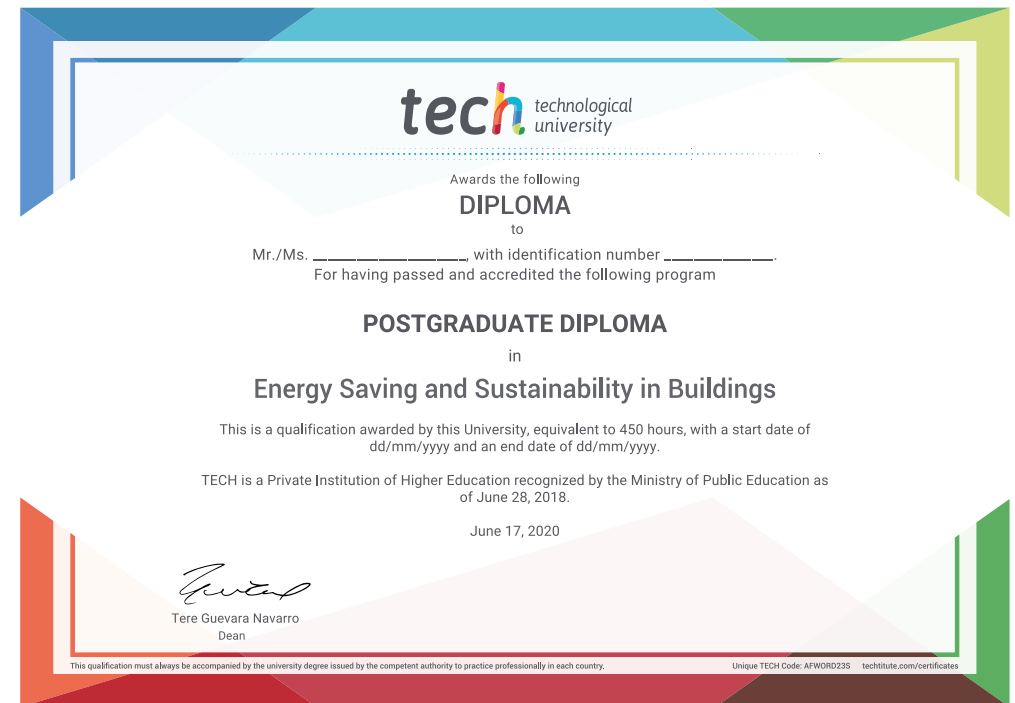 tech technological
university
Awards the following
DIPLOMA
to
Mr./Ms. ______________, with identification number __________.
For having passed and accredited the following program
POSTGRADUATE DIPLOMA
in
Energy Saving and Sustainability in Buildings
This is a qualification awarded by this University, equivalent to 450 hours, with a start date of
dd/mm/yyyy and an end date of dd/mm/yyyy.
TECH is a Private Institution of Higher Education recognized by the Ministry of Public Education as
of June 28, 2018.
June 17, 2020
Tere Guevara Navarro
Dean
This qualification must always be accompanied by the university degree issued by the competent authority to practice professionally in each country.
Unique TECH Code: AFWORD23S techtitute.com/certificates